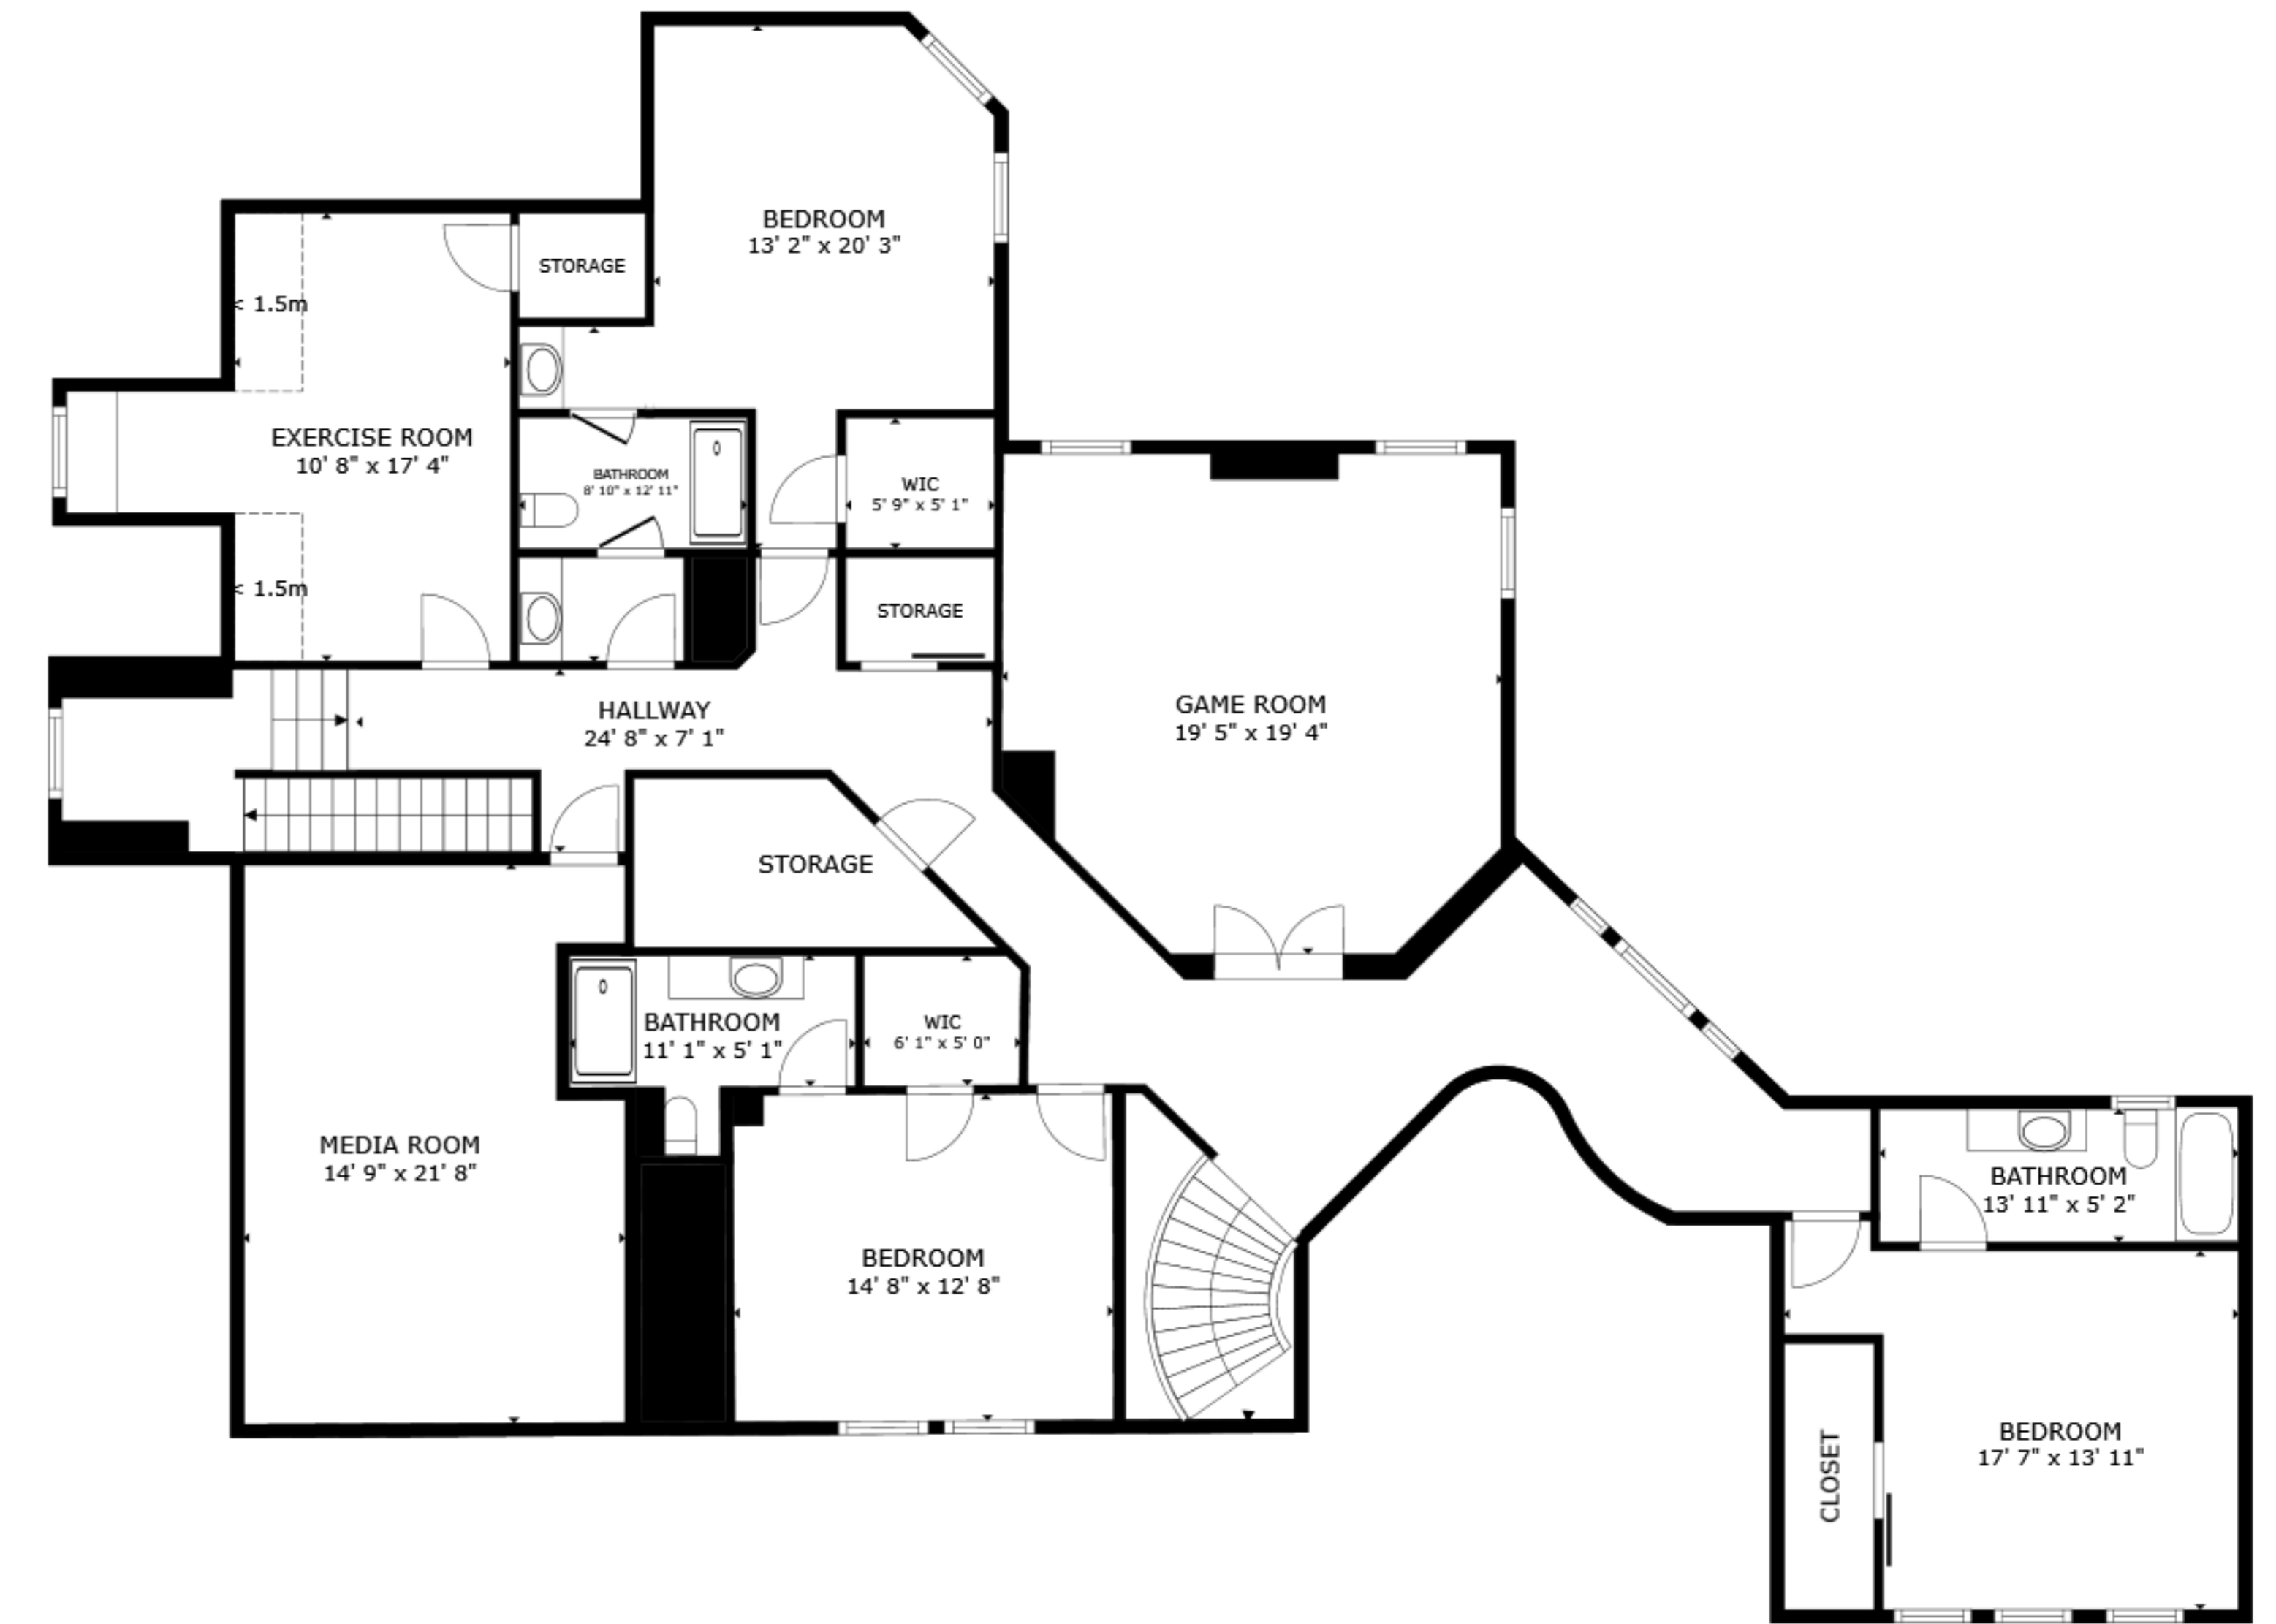 BEDROOM
13' 2" x 20' 3"
STORAGE
< 1.5m
EXERCISE ROOM
10' 8" x 17' 4"
BATHROOM
8' 10" x 12' 11"
WIC
5' 9" x 5' 1"
< 1.5m
STORAGE
HALLWAY
24' 8" x 7' 1"
GAME ROOM
19' 5" x 19' 4"
STORAGE
BATHROOM
11' 1" x 5' 1"
WIC
6' 1" x 5' 0"
MEDIA ROOM
14' 9" x 21' 8"
BEDROOM
14' 8" x 12' 8"
BATHROOM
13' 11" x 5' 2"
BEDROOM
17' 7" x 13' 11"
CLOSET